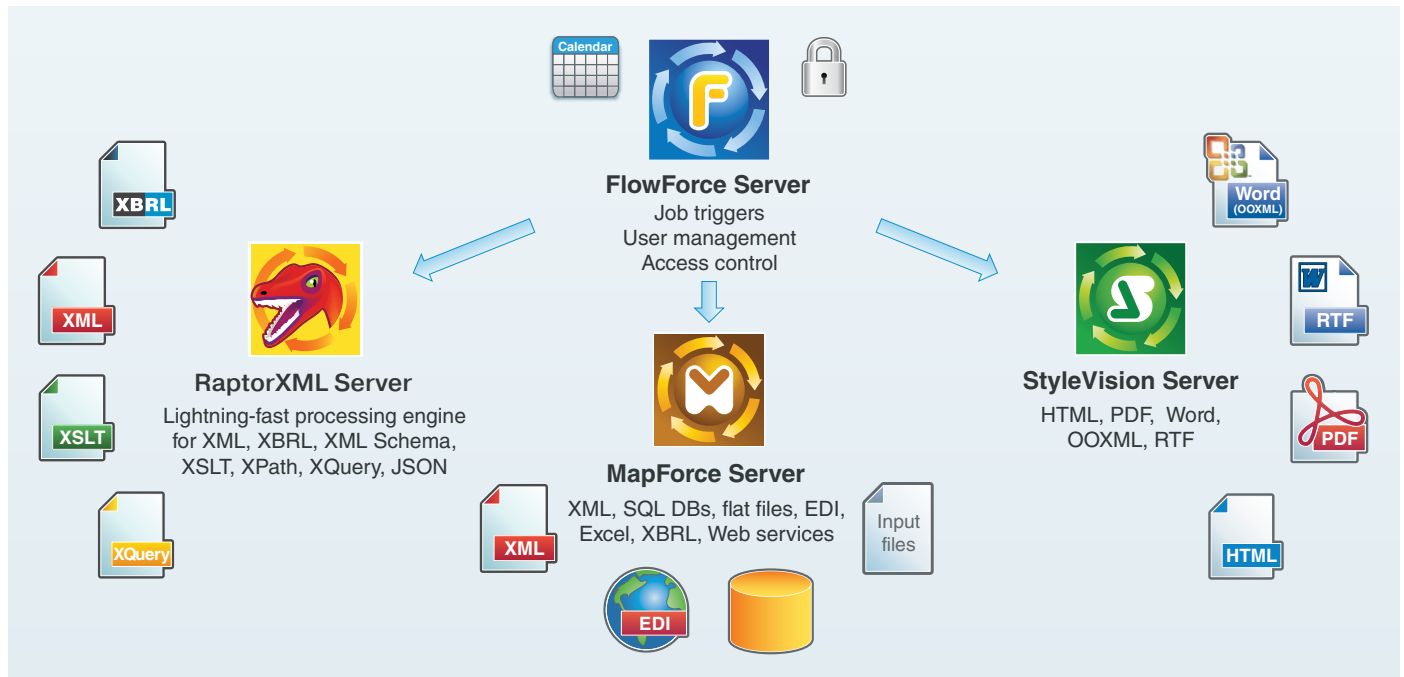 Calendar
F
FlowForce Server
Job triggers
User management
Access control
XBRL
XML
XSLT
XQuery
RaptorXML Server
Lightning-fast processing engine
for XML, XBRL, XML Schema,
XSLT, XPath, XQuery, JSON
MapForce Server
XML, SQL DBs, flat files, EDI,
Excel, XBRL, Web services
XML
EDI
Input
files
StyleVision Server
HTML, PDF, Word,
OOXML, RTF
Word
(OOXML)
W
RTF
PDF
HTML